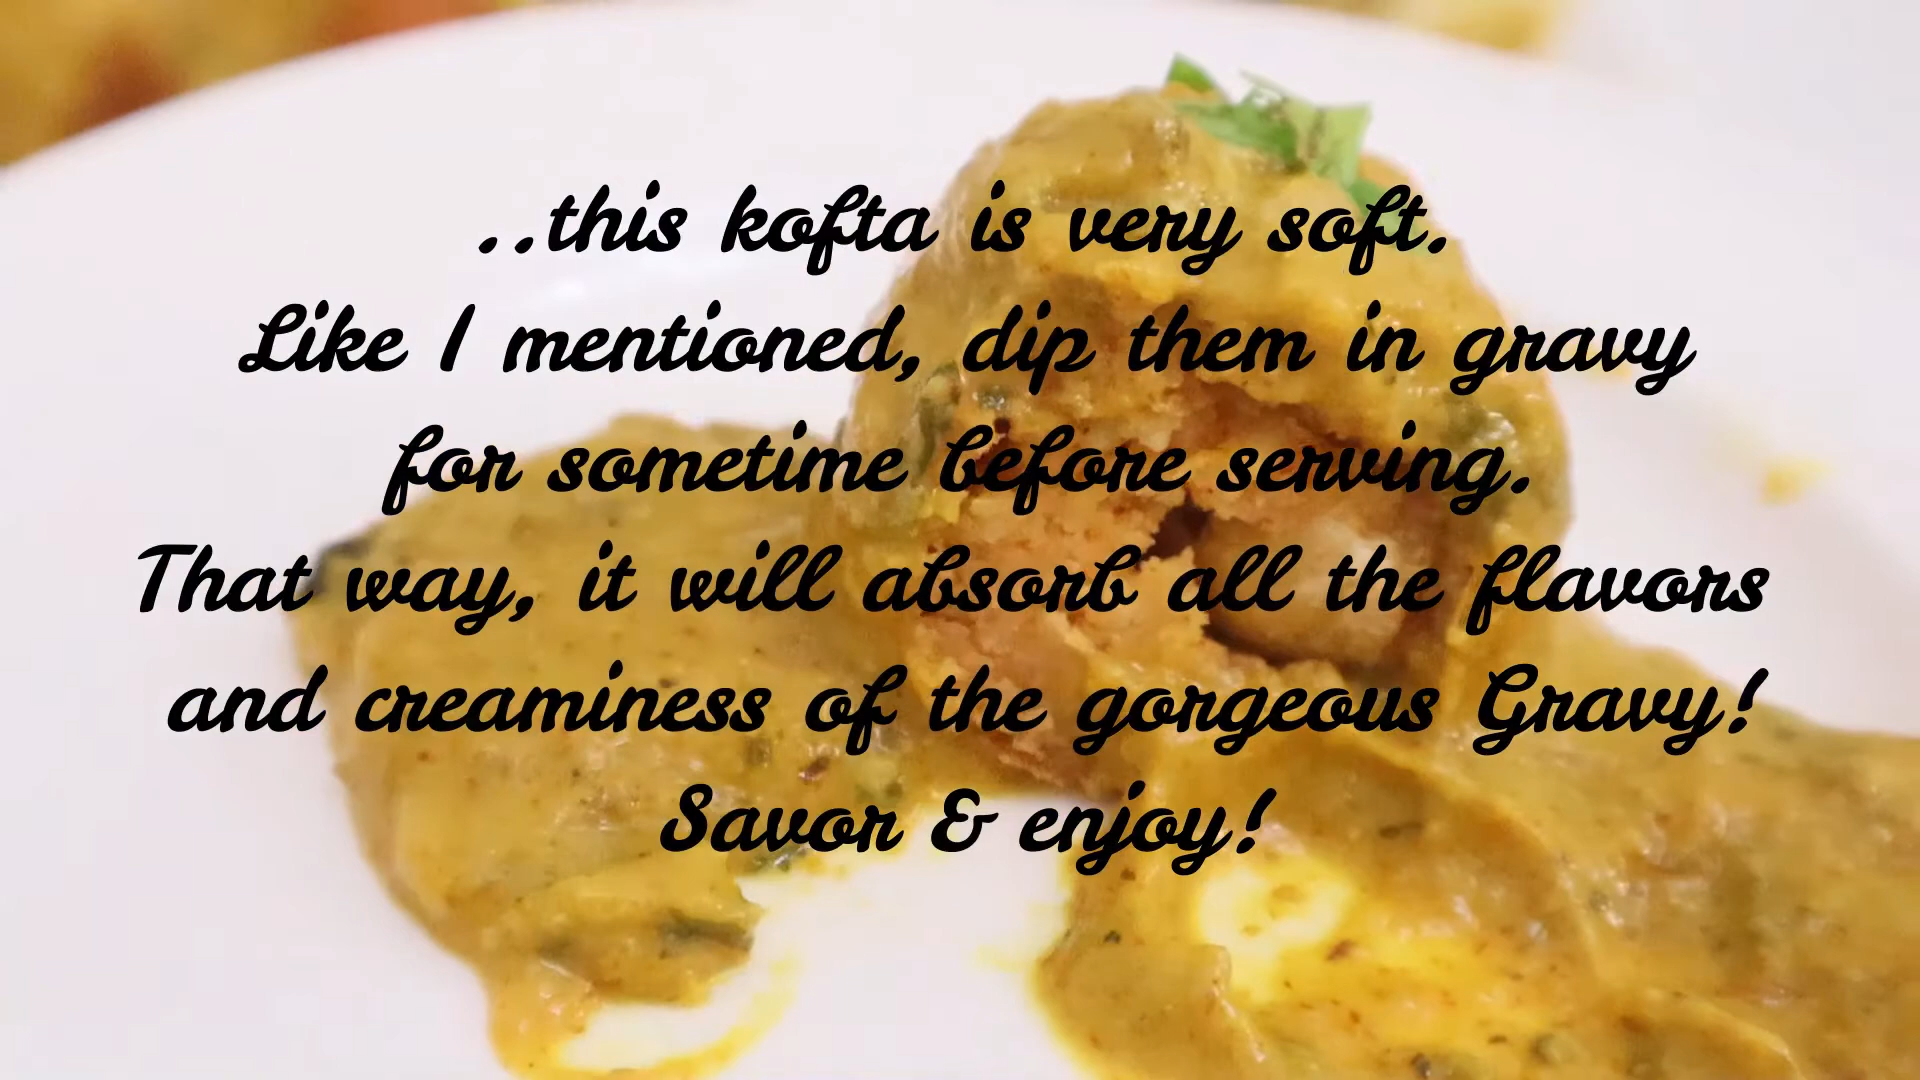 ..this kofta is very soft.
Like I mentioned, dip them in gravy
for sometime before serving.
That way, it will absorb all the flavors
and creaminess of the gorgeous Gravy!
Savor & enjoy!